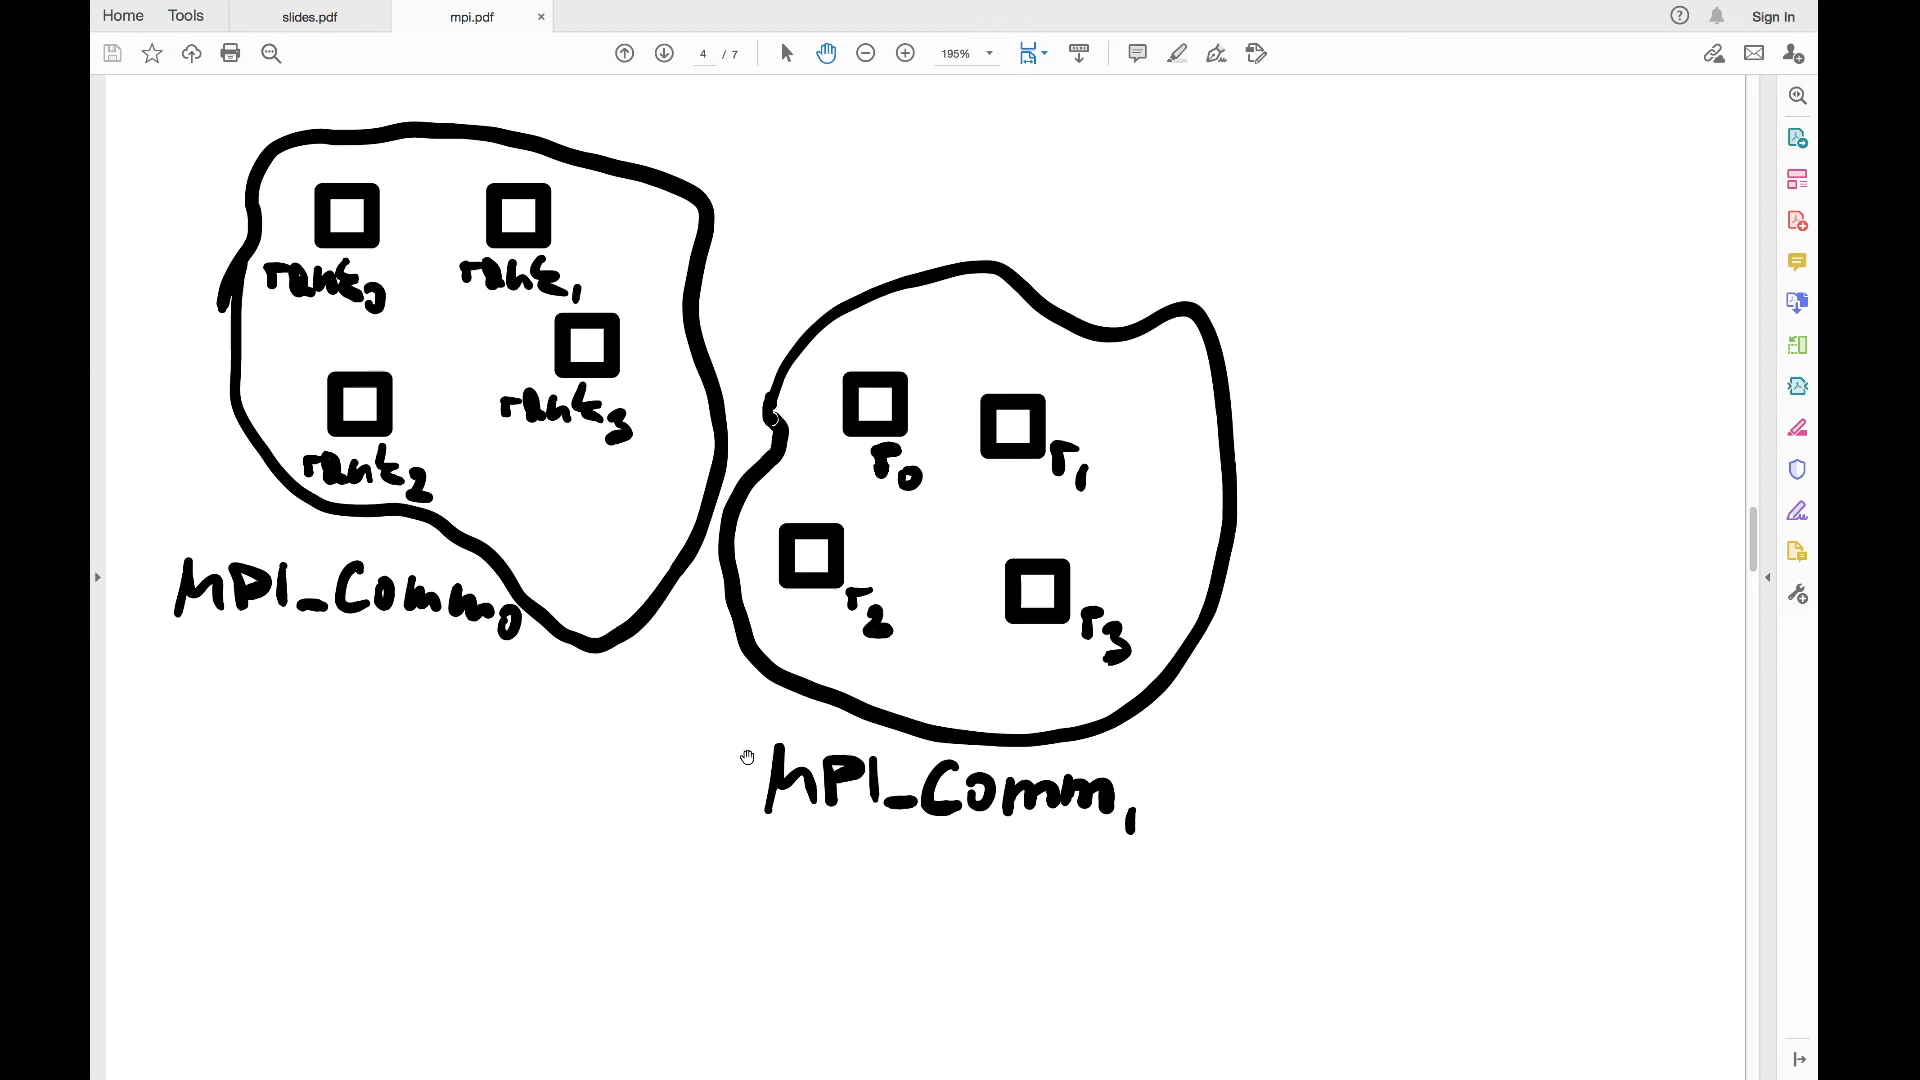 Home Tools slides.pdf mpi.pdf × Sign In
4 / 7 195%
rank0 rank1
rank3
rank2
r0 r1
r2 r3
MPI_Comm0
MPI_Comm1